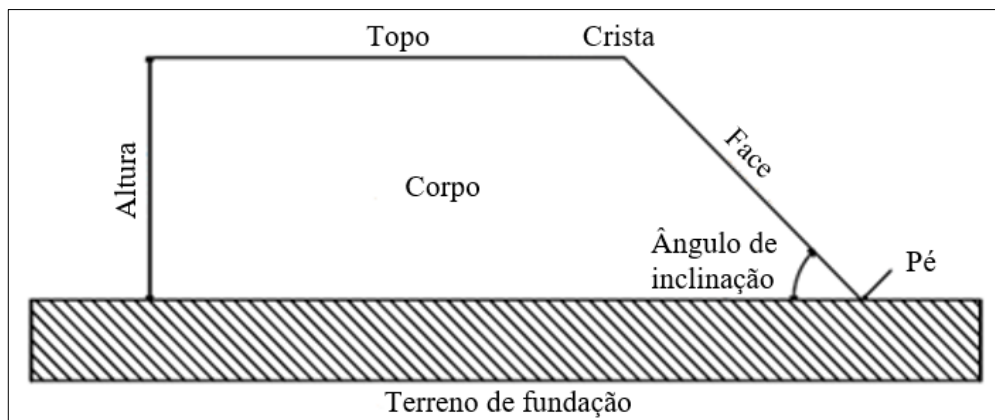 Topo
Crista
Altura
Face
Corpo
Ângulo de
inclinação
Pé
Terreno de fundação